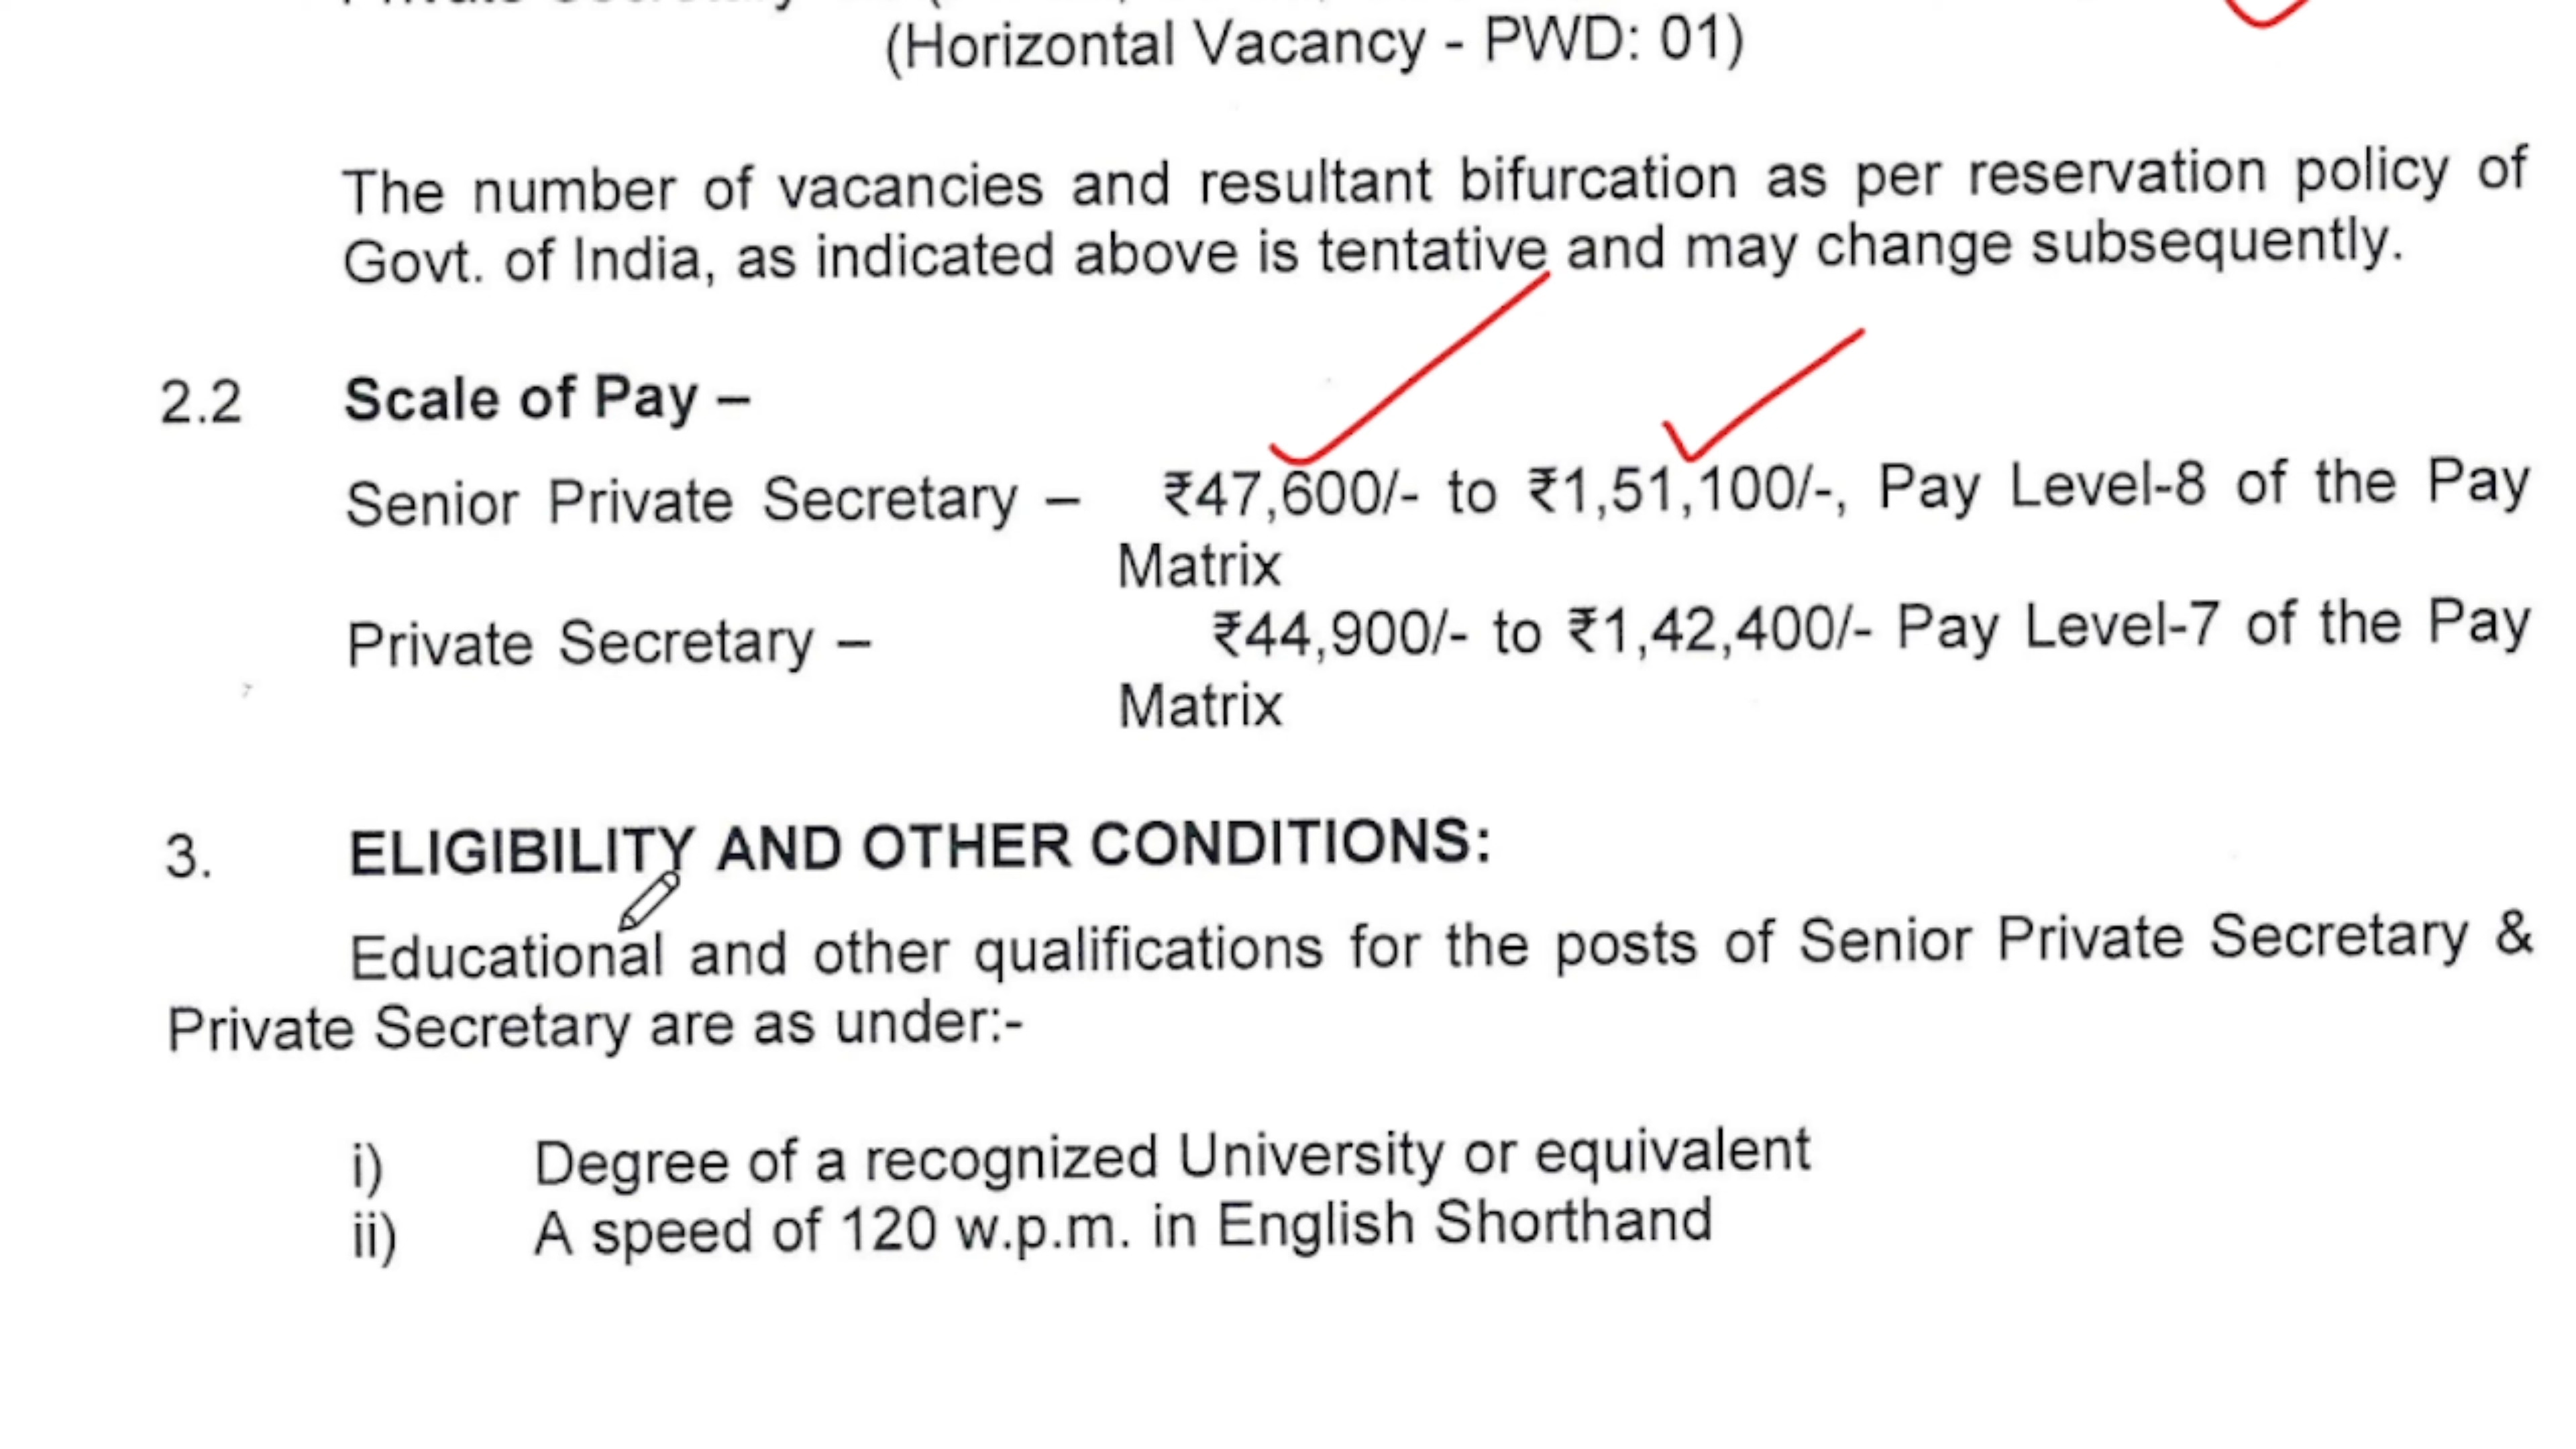 (Horizontal Vacancy - PWD: 01)
The number of vacancies and resultant bifurcation as per reservation policy of
Govt. of India, as indicated above is tentative and may change subsequently.
2.2 Scale of Pay –
Senior Private Secretary – ₹47,600/- to ₹1,51,100/-, Pay Level-8 of the Pay
Matrix
Private Secretary – ₹44,900/- to ₹1,42,400/- Pay Level-7 of the Pay
Matrix
3. ELIGIBILITY AND OTHER CONDITIONS:
Educational and other qualifications for the posts of Senior Private Secretary &
Private Secretary are as under:-
i) Degree of a recognized University or equivalent
ii) A speed of 120 w.p.m. in English Shorthand